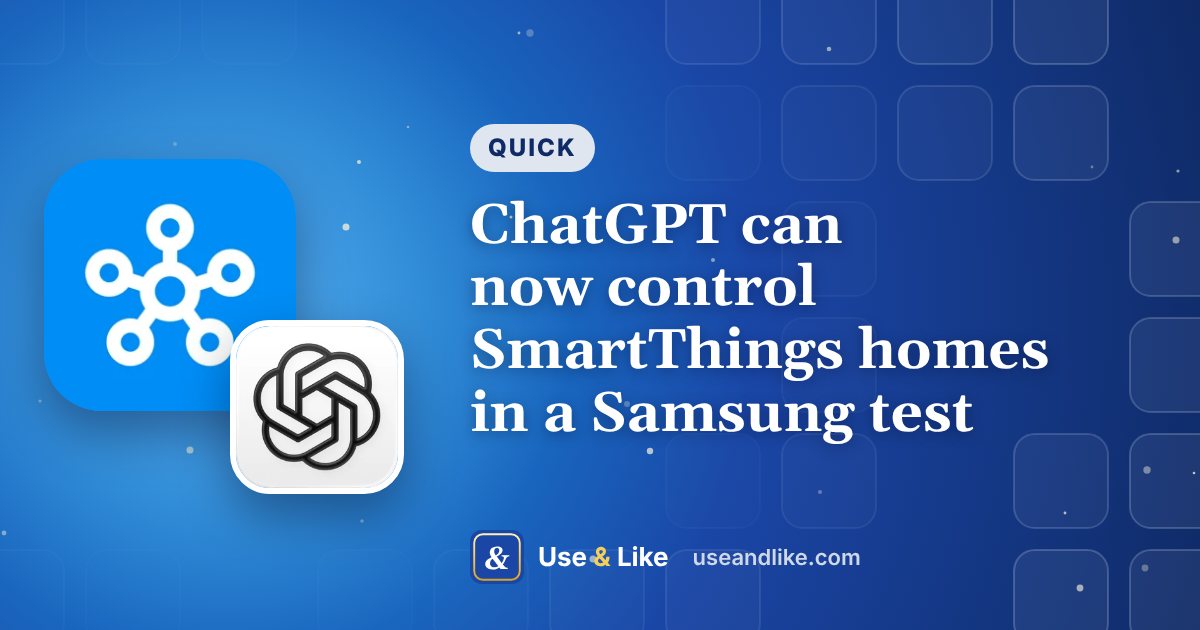 QUICK
ChatGPT can
now control
SmartThings homes
in a Samsung test
& Use & Like useandlike.com